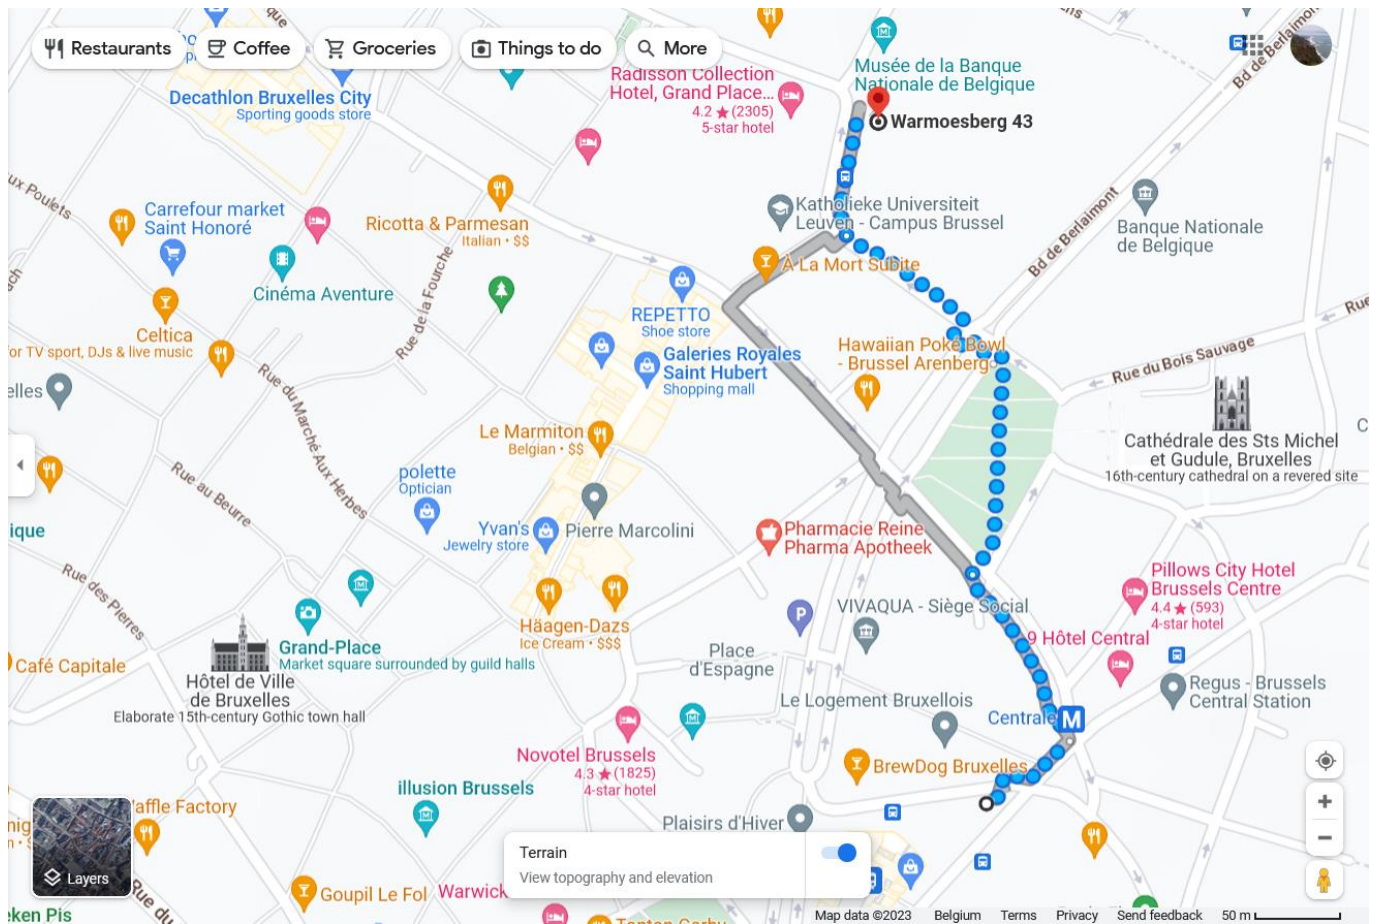 que
ens
Restaurants
Coffee
Groceries
Things to do
More
Bd de Berlaimont
Musée de la Banque
Nationale de Belgique
Radisson Collection
Hotel, Grand Place...
4.2 ★ (2305)
5-star hotel
Decathlon Bruxelles City
Sporting goods store
Warmoesberg 43
ux Poulets
Carrefour market
Saint Honoré
Ricotta & Parmesan
Italian • $$
Katholieke Universiteit
Leuven - Campus Brussel
Banque Nationale
de Belgique
Bd de Berlaimont
À La Mort Subite
Cinéma Aventure
Rue de la Fourche
Celtica
or TV sport, DJs & live music
REPETTO
Shoe store
Galeries Royales
Saint Hubert
Shopping mall
Hawaiian Poké Bowl
- Brussel Arenberg
Rue du Bois Sauvage
Rue
elles
Rue du Marché Aux Herbes
Le Marmiton
Belgian • $$
Cathédrale des Sts Michel
et Gudule, Bruxelles
16th-century cathedral on a revered site
polette
Optician
Rue au Beurre
ique
Yvan's
Jewelry store
Pierre Marcolini
Pharmacie Reine
Pharma Apotheek
Rue des Pierres
Pillows City Hotel
Brussels Centre
4.4 ★ (593)
4-star hotel
VIVAQUA - Siège Social
P
Häagen-Dazs
Ice Cream • $$$
9 Hôtel Central
Grand-Place
Market square surrounded by guild halls
Café Capitale
Hôtel de Ville
de Bruxelles
Elaborate 15th-century Gothic town hall
Place
d'Espagne
Regus - Brussels
Central Station
Le Logement Bruxellois
Centrale
M
Novotel Brussels
4.3 ★ (1825)
4-star hotel
BrewDog Bruxelles
illusion Brussels
affle Factory
Plaisirs d'Hiver
Layers
Terrain
View topography and elevation
Goupil Le Fol
Warwick
Rue du
eken Pis
Map data ©2023
Belgium
Terms
Privacy
Send feedback
50 m